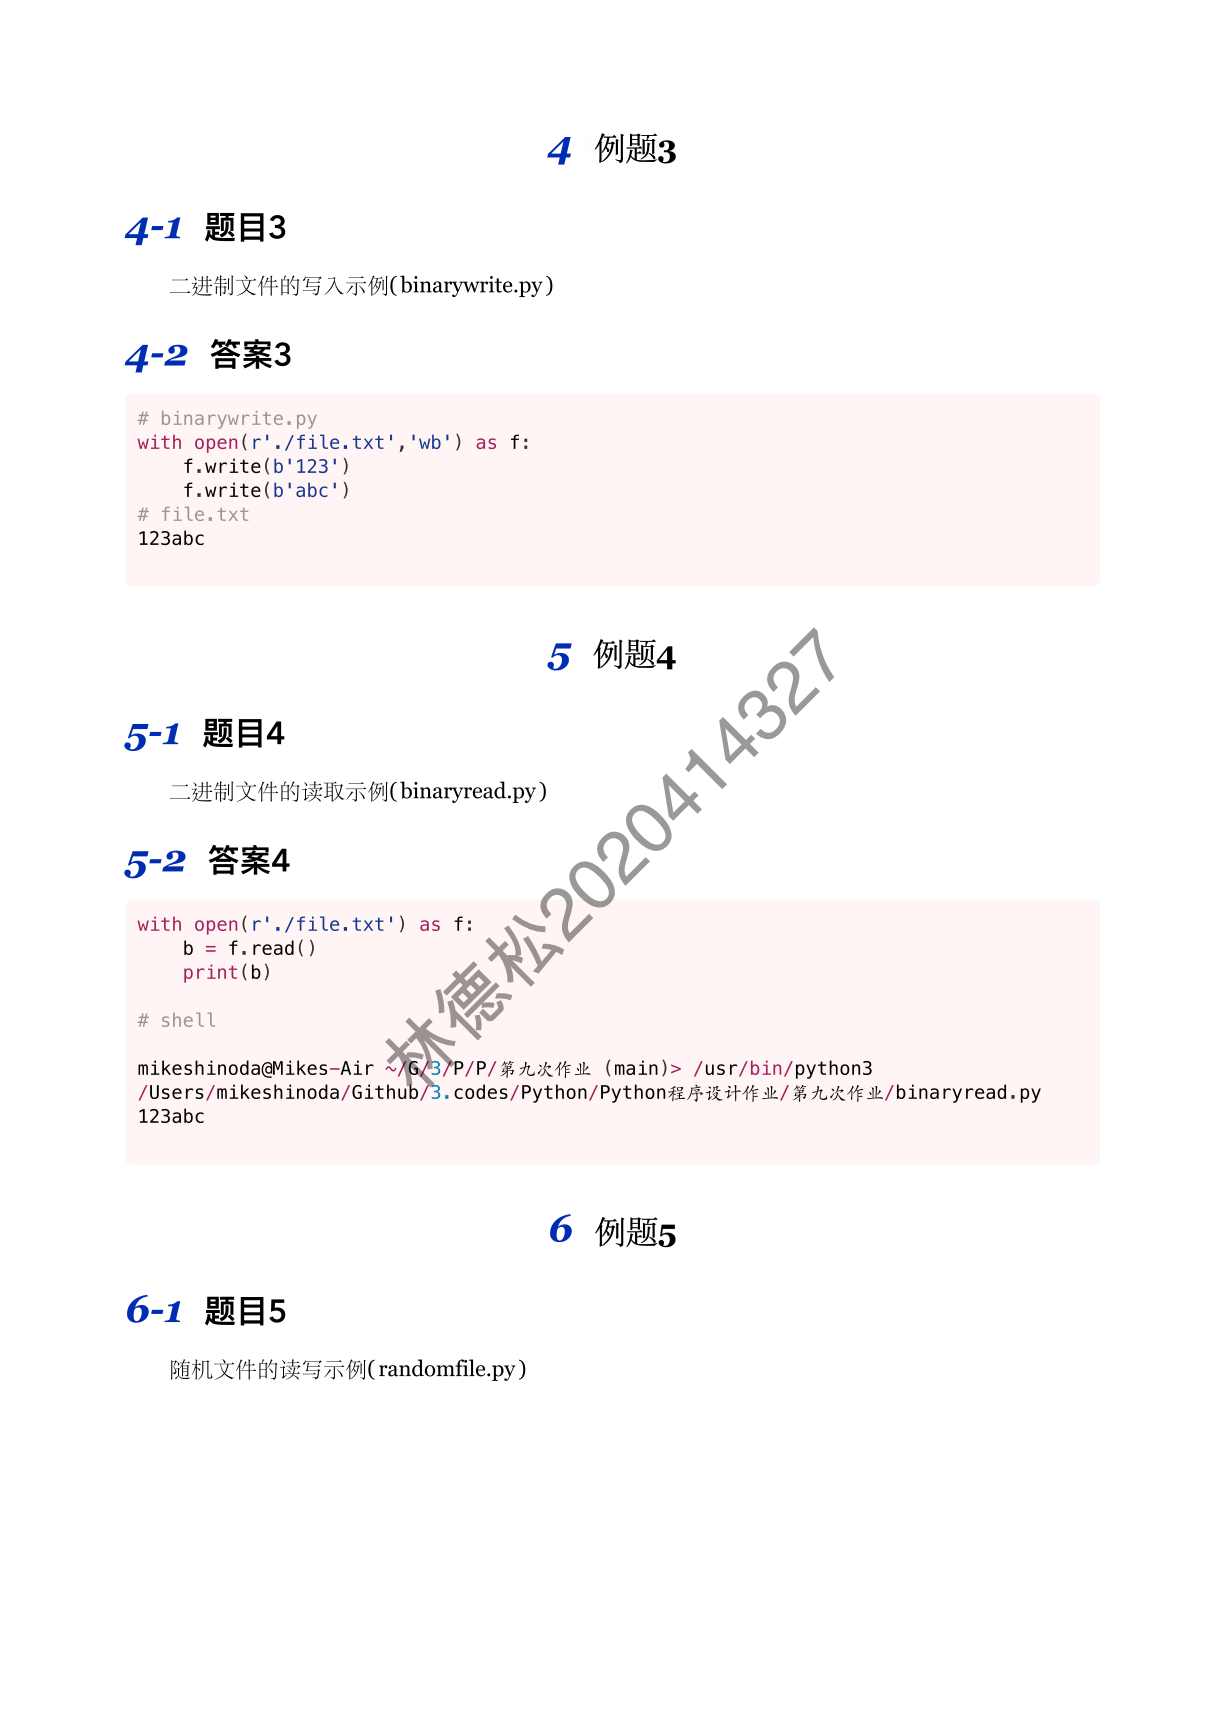 4 例题3
4-1 题目3
二进制文件的写入示例(binarywrite.py)
4-2 答案3
# binarywrite.py
with open(r'./file.txt','wb') as f:
    f.write(b'123')
    f.write(b'abc')
# file.txt
123abc
5 例题4
5-1 题目4
二进制文件的读取示例(binaryread.py)
5-2 答案4
with open(r'./file.txt') as f:
    b = f.read()
    print(b)
# shell
mikeshinoda@Mikes-Air ~/G/3/P/P/第九次作业 (main)> /usr/bin/python3
/Users/mikeshinoda/Github/3.codes/Python/Python程序设计作业/第九次作业/binaryread.py
123abc
林德松2020414327
6 例题5
6-1 题目5
随机文件的读写示例(randomfile.py)